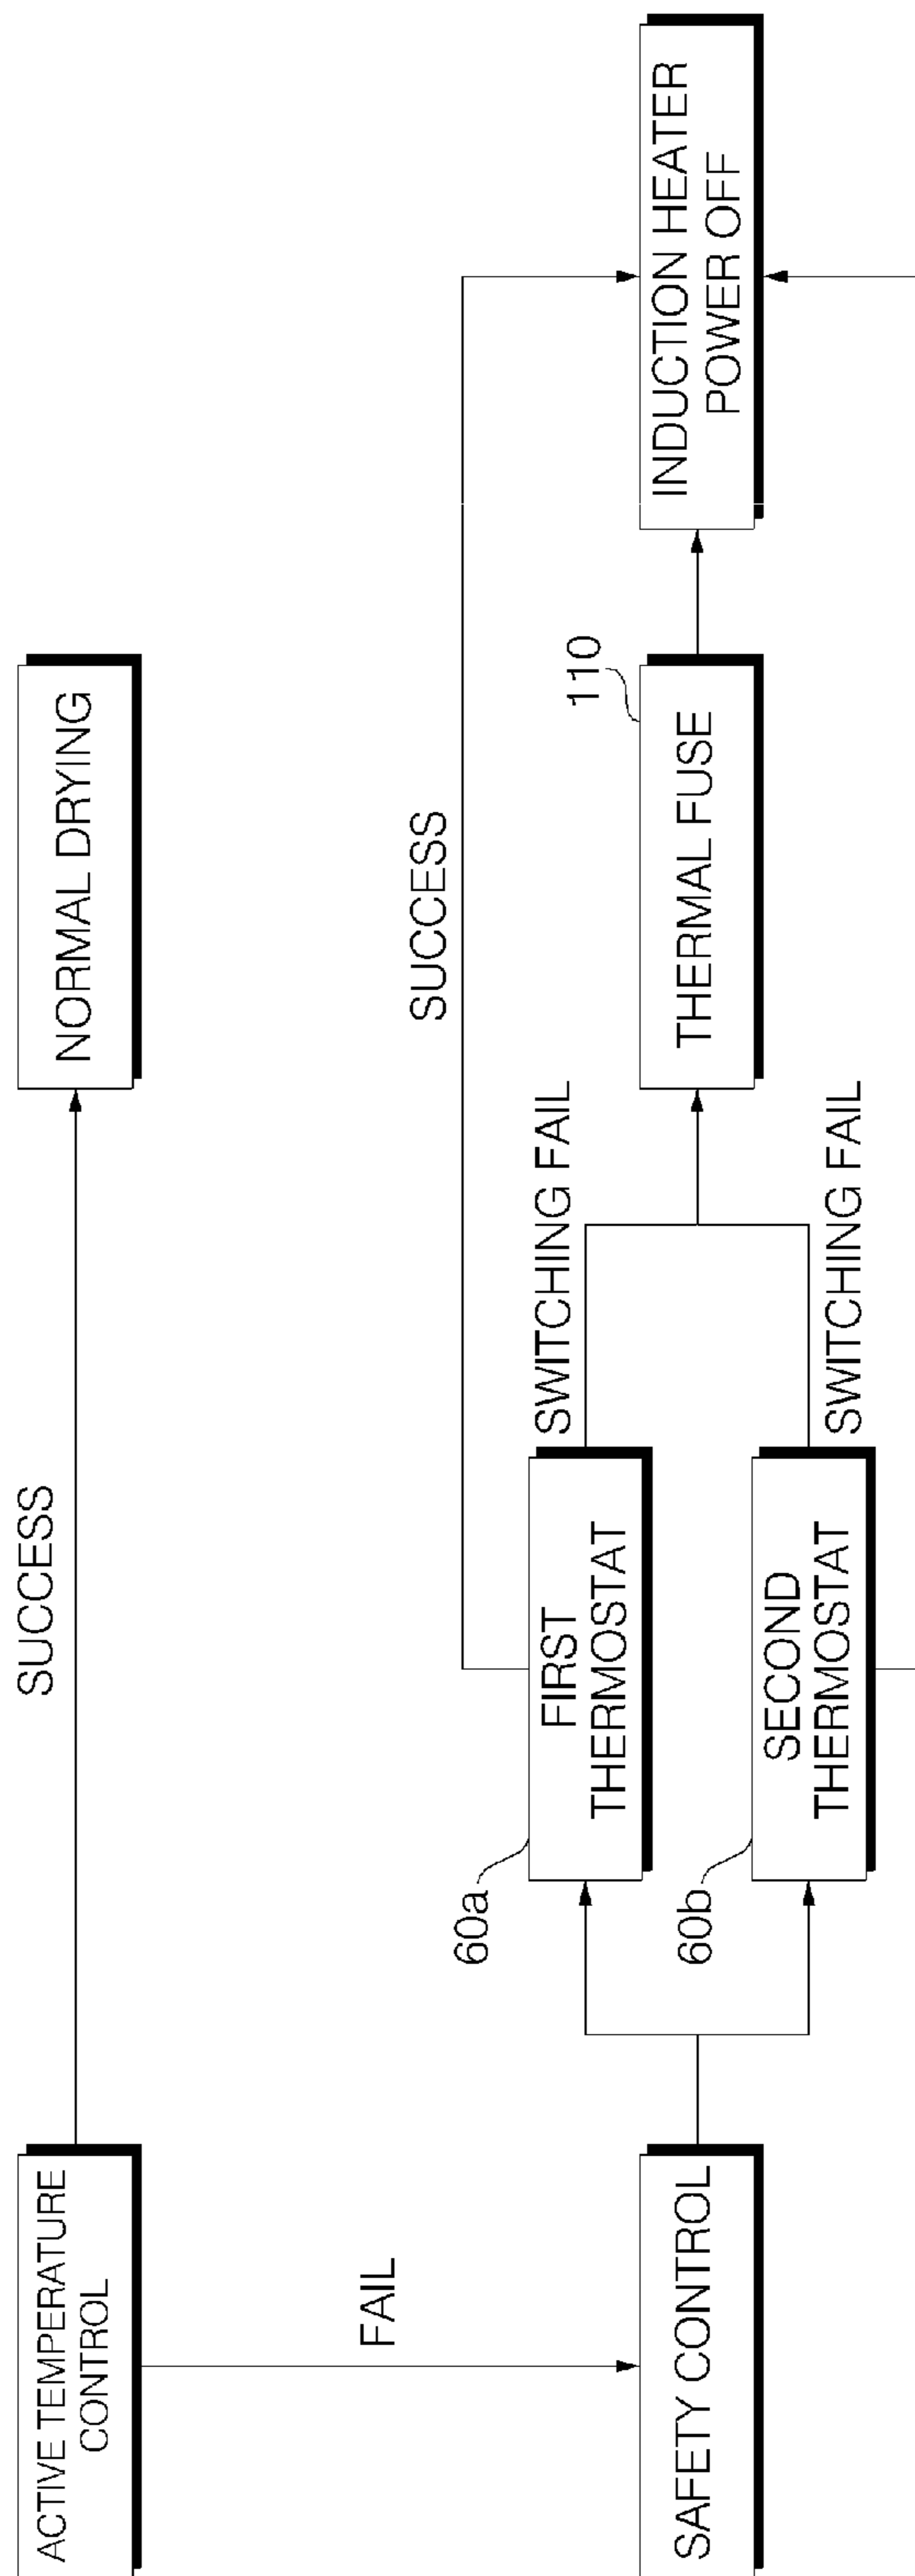 ACTIVE TEMPERATURE
CONTROL
SUCCESS
NORMAL DRYING
FAIL
SAFETY CONTROL
60a
FIRST
THERMOSTAT
SWITCHING FAIL
60b
SECOND
THERMOSTAT
SWITCHING FAIL
SUCCESS
110
THERMAL FUSE
INDUCTION HEATER
POWER OFF